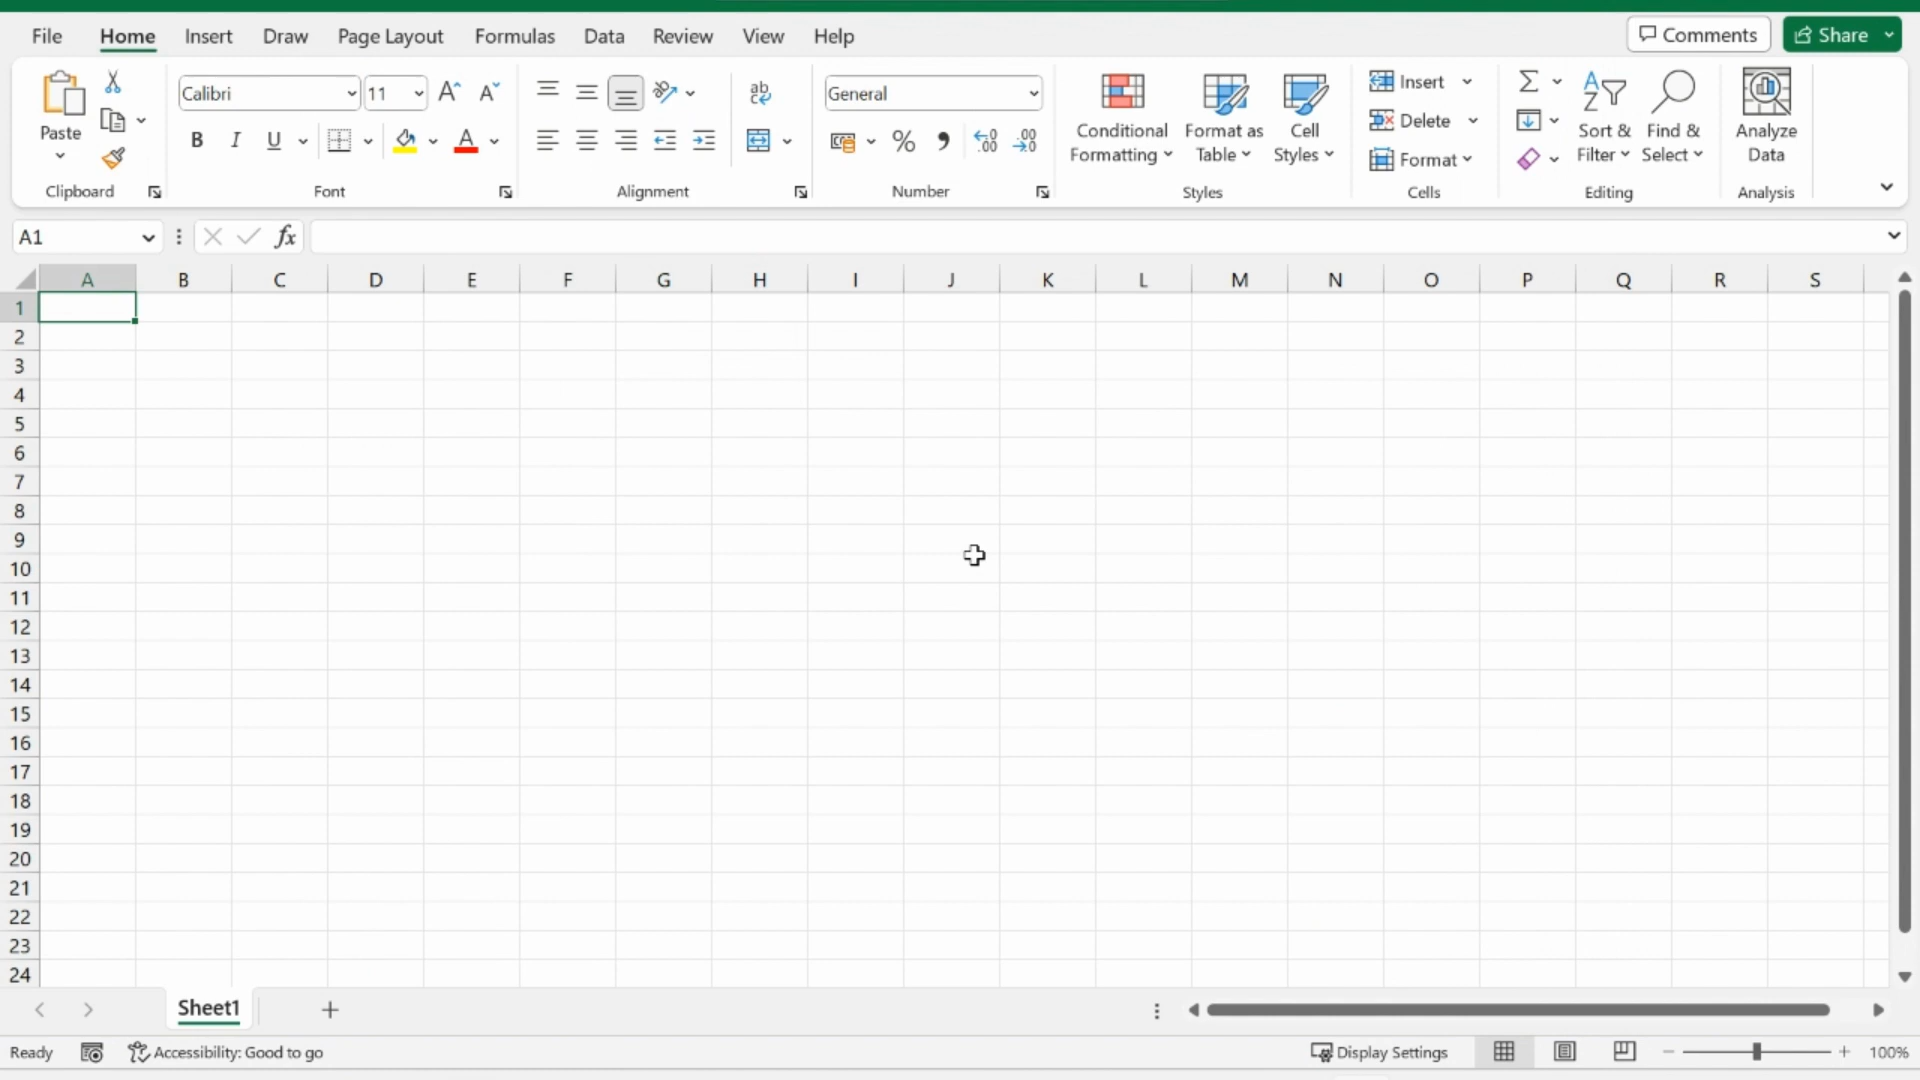 File Home Insert Draw Page Layout Formulas Data Review View Help Comments Share
Calibri 11 ab General Insert
Paste Conditional Format as Cell Delete Sort & Find & Analyze
B I U A % Formatting Table Styles Format Filter Select Data
Clipboard Font Alignment Number Styles Cells Editing Analysis
A1 fx
A B C D E F G H I J K L M N O P Q R S
1
2
3
4
5
6
7
8
9
10
11
12
13
14
15
16
17
18
19
20
21
22
23
24
Sheet1
Ready Accessibility: Good to go Display Settings 100%